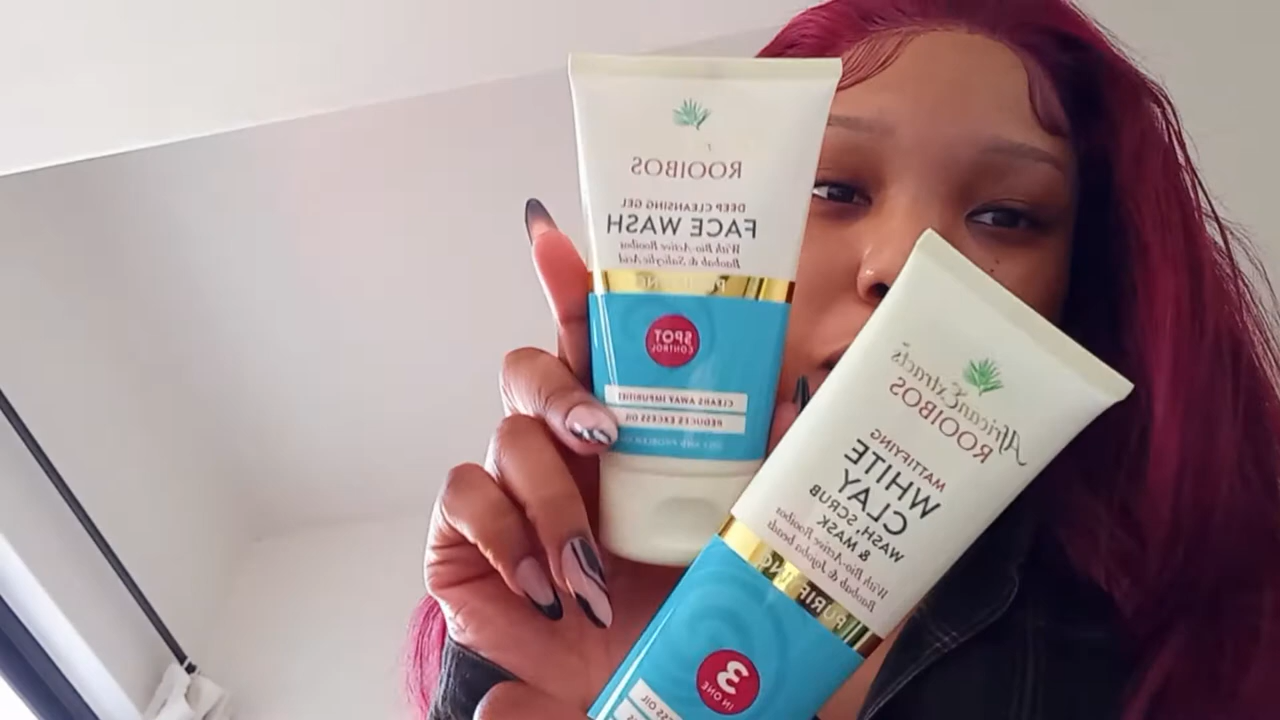 ROOIBOS
DEEP CLEANSING GEL
FACE WASH
With Bio-Active Rooibos
Baobab & Salicylic Acid
SPOT
CONTROL
CLEARS AWAY IMPURITIES
REDUCES EXCESS OIL
African Extracts
ROOIBOS
MATTIFYING
WHITE
CLAY
WASH, SCRUB
& MASK
With Bio-Active Rooibos
Baobab & Jojoba beads
PURIFYING
3
IN ONE